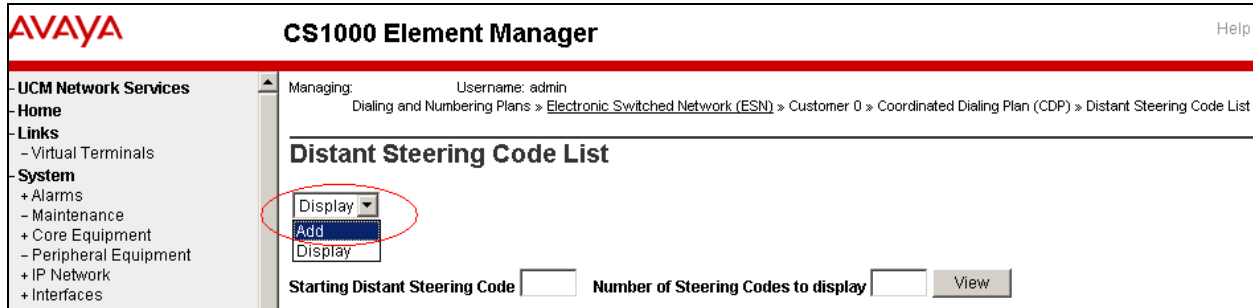 AVAYA
CS1000 Element Manager
Help
- UCM Network Services
- Home
- Links
- Virtual Terminals
- System
+ Alarms
- Maintenance
+ Core Equipment
- Peripheral Equipment
+ IP Network
+ Interfaces
Managing: Username: admin
Dialing and Numbering Plans » Electronic Switched Network (ESN) » Customer 0 » Coordinated Dialing Plan (CDP) » Distant Steering Code List
Distant Steering Code List
Display
Add
Display
Starting Distant Steering Code Number of Steering Codes to display View